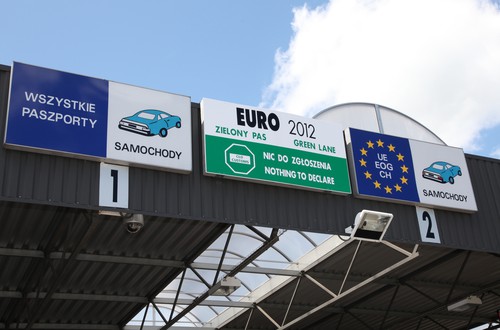 WSZYSTKIE
PASZPORTY
SAMOCHODY
1
EURO 2012
ZIELONY PAS
GREEN LANE
NIC DO ZGŁOSZENIA
NOTHING TO DECLARE
UE
EOG
CH
SAMOCHODY
2